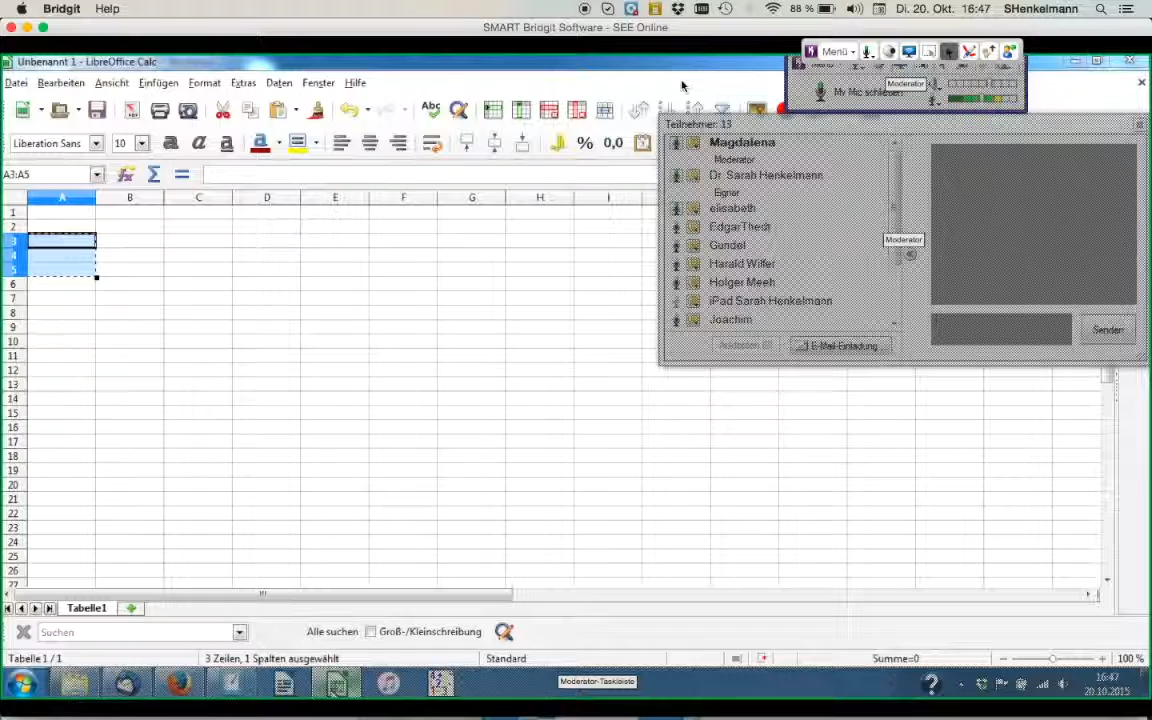 Bridgit Help 88 % Di. 20. Okt. 16:47 SHenkelmann
SMART Bridgit Software - SEE Online
Unbenannt 1 - LibreOffice Calc
Menü
Datei Bearbeiten Ansicht Einfügen Format Extras Daten Fenster Hilfe
Moderator
My Mic schließen
Liberation Sans 10 a a a % 0,0
Teilnehmer: 13
Magdalena
Moderator
Dr. Sarah Henkelmann
Eigner
elisabeth
EdgarThedt
Gundel
Moderator
Harald Wilfer
Holger Meeh
iPad Sarah Henkelmann
Joachim
Senden
E-Mail-Einladung
A3:A5
A B C D E F G H I
1
2
3
4
5
6
7
8
9
10
11
12
13
14
15
16
17
18
19
20
21
22
23
24
25
26
27
Tabelle1
Suchen Alle suchen Groß-/Kleinschreibung
Tabelle 1 / 1 3 Zeilen, 1 Spalten ausgewählt Standard Summe=0 100 %
Moderator-Taskleiste
16:47
20.10.2015